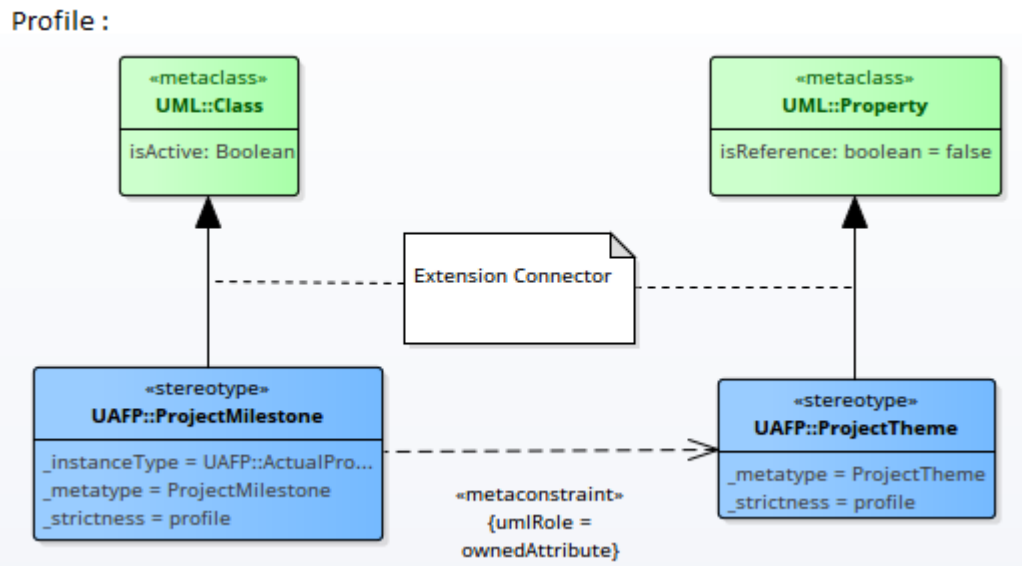 Profile :
«metaclass»
UML::Class
isActive: Boolean
«metaclass»
UML::Property
isReference: boolean = false
Extension Connector
«stereotype»
UAFP::ProjectMilestone
_instanceType = UAFP::ActualPro...
_metatype = ProjectMilestone
_strictness = profile
«stereotype»
UAFP::ProjectTheme
_metatype = ProjectTheme
_strictness = profile
«metaconstraint»
{umlRole =
ownedAttribute}